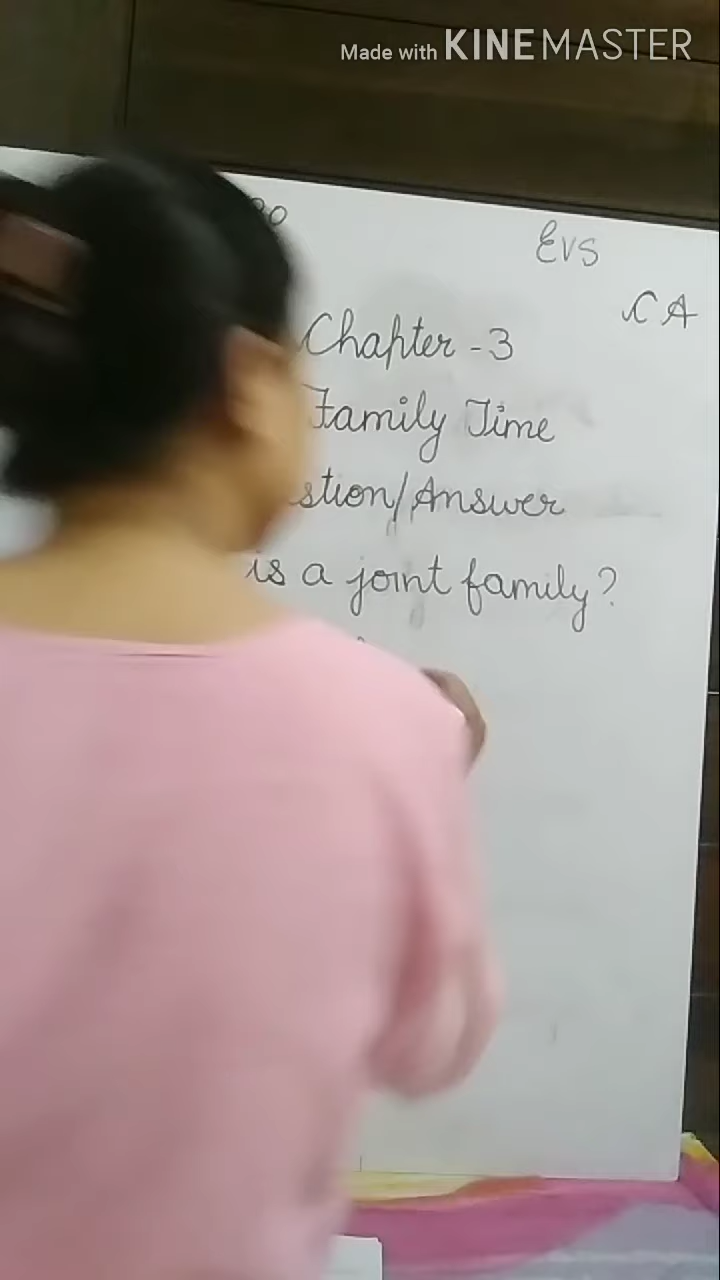 Made with KINEMASTER
EVS
CA
Chapter - 3
Family Time
stion/Answer
is a joint family?